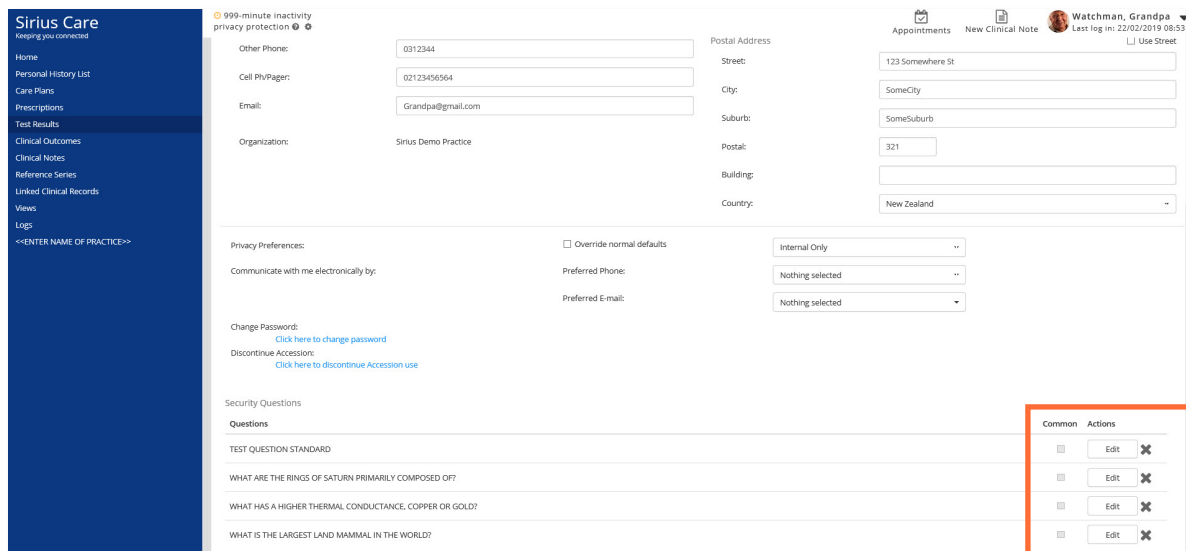 Sirius Care
Keeping you connected
Home
Personal History List
Care Plans
Prescriptions
Test Results
Clinical Outcomes
Clinical Notes
Reference Series
Linked Clinical Records
Views
Logs
<<ENTER NAME OF PRACTICE>>
999-minute inactivity
privacy protection
Appointments
New Clinical Note
Watchman, Grandpa
Last log in: 22/02/2019 08:53
Other Phone: 0312344
Cell Ph/Pager: 02123456564
Email: Grandpa@gmail.com
Organization: Sirius Demo Practice
Postal Address
Use Street
Street: 123 Somewhere St
City: SomeCity
Suburb: SomeSuburb
Postal: 321
Building:
Country: New Zealand
Privacy Preferences: Override normal defaults Internal Only
Communicate with me electronically by: Preferred Phone: Nothing selected
Preferred E-mail: Nothing selected
Change Password:
Click here to change password
Discontinue Accession:
Click here to discontinue Accession use
Security Questions
Questions Common Actions
TEST QUESTION STANDARD Edit
WHAT ARE THE RINGS OF SATURN PRIMARILY COMPOSED OF? Edit
WHAT HAS A HIGHER THERMAL CONDUCTANCE, COPPER OR GOLD? Edit
WHAT IS THE LARGEST LAND MAMMAL IN THE WORLD? Edit